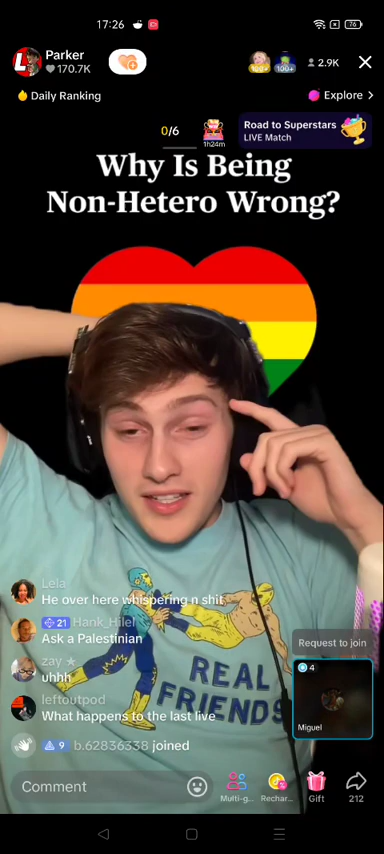 17:26
76
Parker
170.7K
100+
100+
2.9K
Daily Ranking
Explore
0/6
1h24m
Road to Superstars
LIVE Match
Why Is Being
Non-Hetero Wrong?
Lela
He over here whispering n shit
21 Hank_Hilel
Ask a Palestinian
zay
uhhh
leftoutpod
What happens to the last live
9 b.62836338 joined
REAL
FRIENDS
Request to join
4
Miguel
Comment
Multi-g...
Rechar...
Gift
212